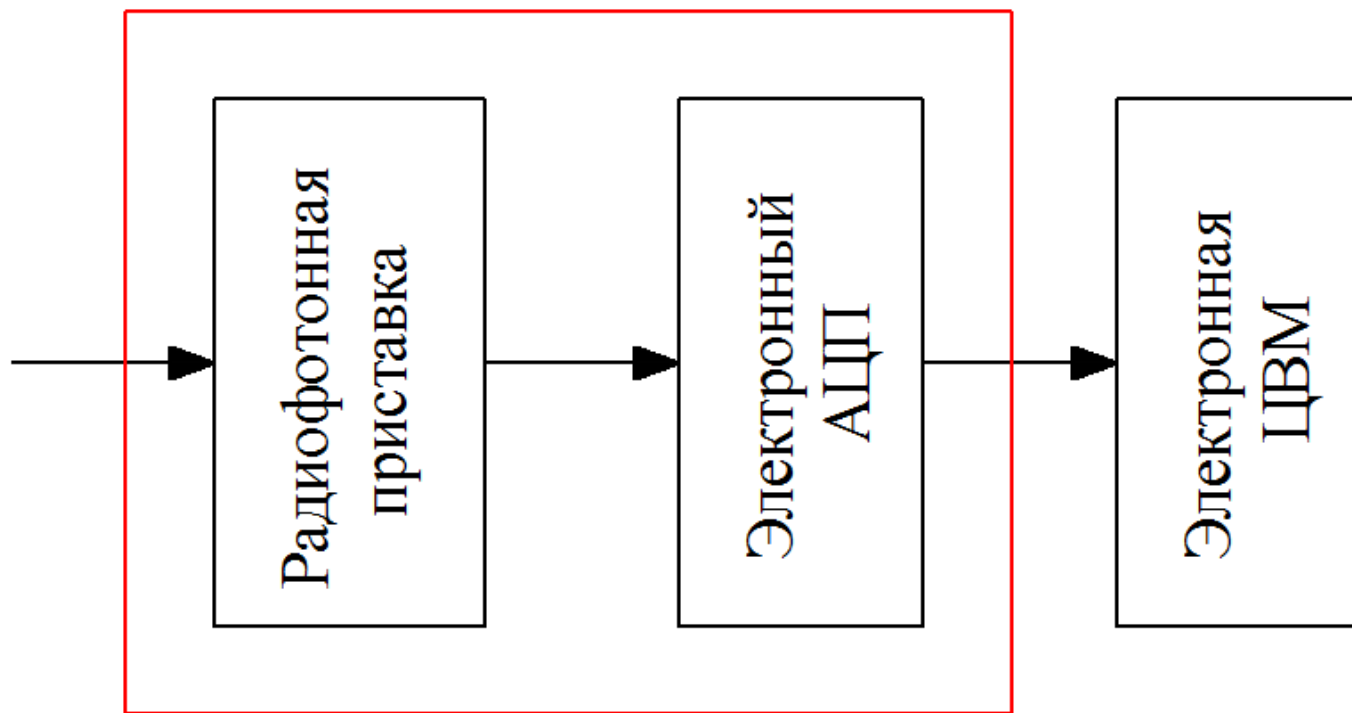 Радиофотонная
приставка
Электронный
АЦП
Электронная
ЦВМ